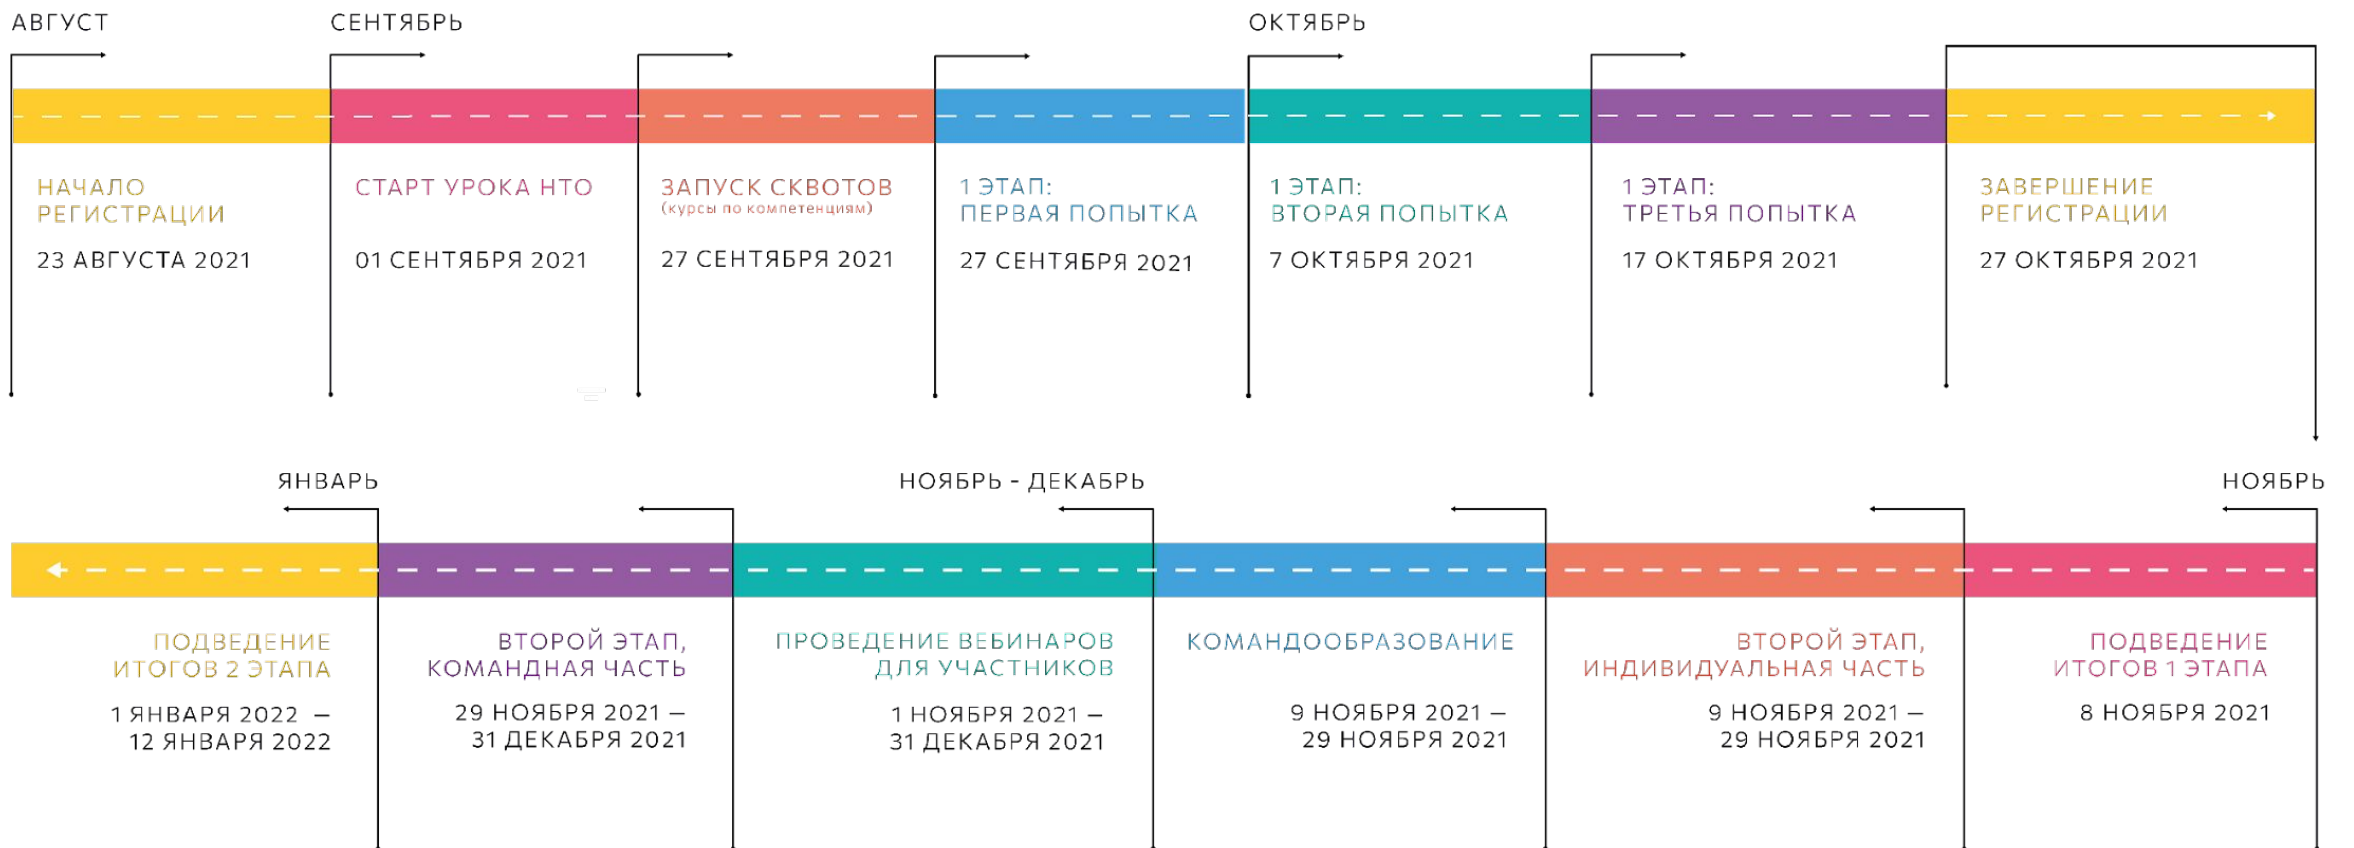 АВГУСТ
СЕНТЯБРЬ
ОКТЯБРЬ
НАЧАЛО
РЕГИСТРАЦИИ
23 АВГУСТА 2021
СТАРТ УРОКА НТО
01 СЕНТЯБРЯ 2021
ЗАПУСК СКВОТОВ
(курсы по компетенциям)
27 СЕНТЯБРЯ 2021
1 ЭТАП:
ПЕРВАЯ ПОПЫТКА
27 СЕНТЯБРЯ 2021
1 ЭТАП:
ВТОРАЯ ПОПЫТКА
7 ОКТЯБРЯ 2021
1 ЭТАП:
ТРЕТЬЯ ПОПЫТКА
17 ОКТЯБРЯ 2021
ЗАВЕРШЕНИЕ
РЕГИСТРАЦИИ
27 ОКТЯБРЯ 2021
ЯНВАРЬ
НОЯБРЬ - ДЕКАБРЬ
НОЯБРЬ
ПОДВЕДЕНИЕ
ИТОГОВ 2 ЭТАПА
1 ЯНВАРЯ 2022 –
12 ЯНВАРЯ 2022
ВТОРОЙ ЭТАП,
КОМАНДНАЯ ЧАСТЬ
29 НОЯБРЯ 2021 –
31 ДЕКАБРЯ 2021
ПРОВЕДЕНИЕ ВЕБИНАРОВ
ДЛЯ УЧАСТНИКОВ
1 НОЯБРЯ 2021 –
31 ДЕКАБРЯ 2021
КОМАНДООБРАЗОВАНИЕ
9 НОЯБРЯ 2021 –
29 НОЯБРЯ 2021
ВТОРОЙ ЭТАП,
ИНДИВИДУАЛЬНАЯ ЧАСТЬ
9 НОЯБРЯ 2021 –
29 НОЯБРЯ 2021
ПОДВЕДЕНИЕ
ИТОГОВ 1 ЭТАПА
8 НОЯБРЯ 2021